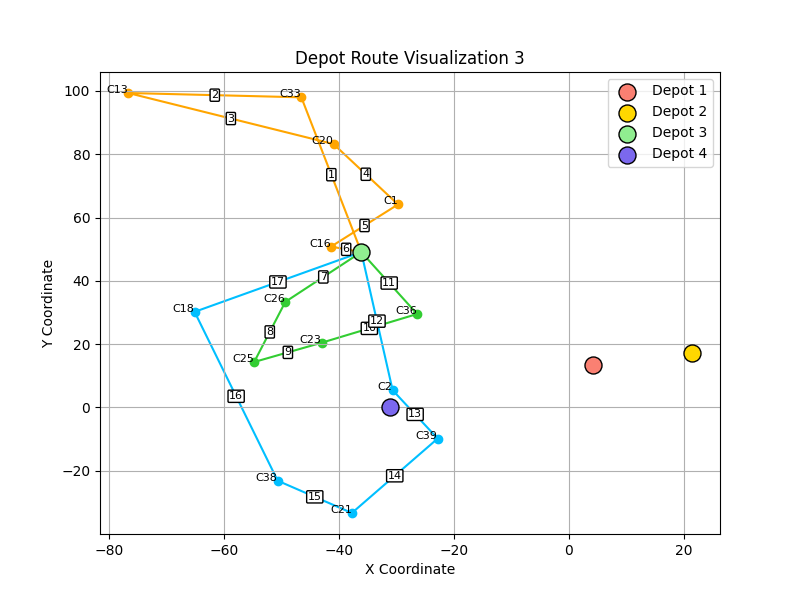 Depot Route Visualization 3
Depot 1
Depot 2
Depot 3
Depot 4
100
80
60
40
20
0
−20
Y Coordinate
−80
−60
−40
−20
0
20
X Coordinate
C13
2
C33
3
C20
1
4
C1
5
C16
6
17
7
11
C26
C18
C36
12
8
C23
C25
9
16
C2
13
C39
14
C38
15
C21